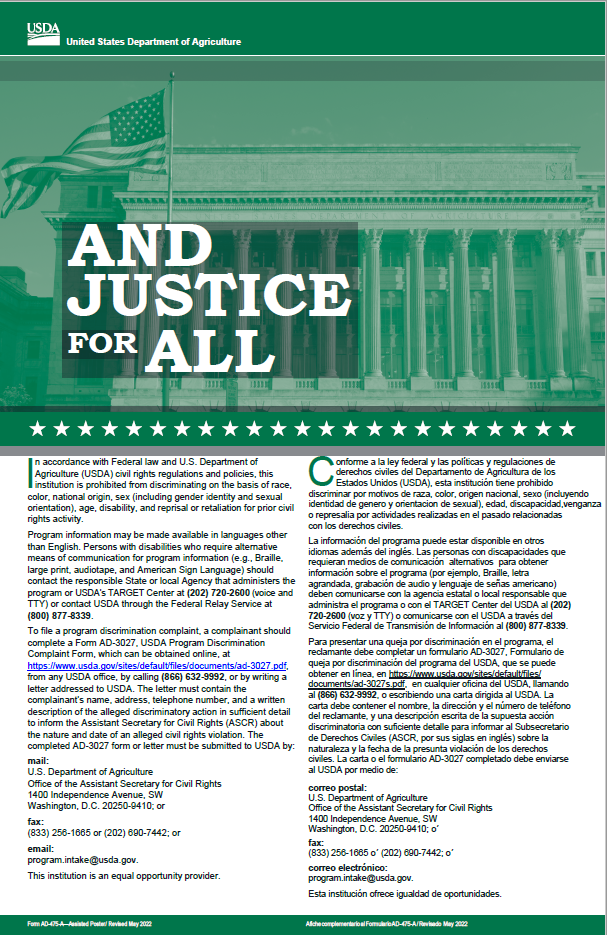 USDA
United States Department of Agriculture
AND
JUSTICE
FOR ALL
In accordance with Federal law and U.S. Department of
Agriculture (USDA) civil rights regulations and policies, this
institution is prohibited from discriminating on the basis of race,
color, national origin, sex (including gender identity and sexual
orientation), age, disability, and reprisal or retaliation for prior civil
rights activity.
Program information may be made available in languages other
than English. Persons with disabilities who require alternative
means of communication for program information (e.g., Braille,
large print, audiotape, and American Sign Language) should
contact the responsible State or local Agency that administers the
program or USDA's TARGET Center at (202) 720-2600 (voice and
TTY) or contact USDA through the Federal Relay Service at
(800) 877-8339.
To file a program discrimination complaint, a complainant should
complete a Form AD-3027, USDA Program Discrimination
Complaint Form, which can be obtained online, at
https://www.usda.gov/sites/default/files/documents/ad-3027.pdf,
from any USDA office, by calling (866) 632-9992, or by writing a
letter addressed to USDA. The letter must contain the
complainant's name, address, telephone number, and a written
description of the alleged discriminatory action in sufficient detail
to inform the Assistant Secretary for Civil Rights (ASCR) about
the nature and date of an alleged civil rights violation. The
completed AD-3027 form or letter must be submitted to USDA by:
mail:
U.S. Department of Agriculture
Office of the Assistant Secretary for Civil Rights
1400 Independence Avenue, SW
Washington, D.C. 20250-9410; or
fax:
(833) 256-1665 or (202) 690-7442; or
email:
program.intake@usda.gov.
This institution is an equal opportunity provider.
Conforme a la ley federal y las políticas y regulaciones de
derechos civiles del Departamento de Agricultura de los
Estados Unidos (USDA), esta institución tiene prohibido
discriminar por motivos de raza, color, origen nacional, sexo (incluyendo
identidad de genero y orientacion de sexual), edad, discapacidad,venganza
o represalia por actividades realizadas en el pasado relacionadas
con los derechos civiles.
La información del programa puede estar disponible en otros
idiomas además del inglés. Las personas con discapacidades que
requieran medios de comunicación alternativos para obtener
información sobre el programa (por ejemplo, Braille, letra
agrandada, grabación de audio y lenguaje de señas americano)
deben comunicarse con la agencia estatal o local responsable que
administra el programa o con el TARGET Center del USDA al (202)
720-2600 (voz y TTY) o comunicarse con el USDA a través del
Servicio Federal de Transmisión de Información al (800) 877-8339.
Para presentar una queja por discriminación en el programa, el
reclamante debe completar un formulario AD-3027, Formulario de
queja por discriminación del programa del USDA, que se puede
obtener en línea, en https://www.usda.gov/sites/default/files/
documents/ad-3027s.pdf, en cualquier oficina del USDA, llamando
al (866) 632-9992, o escribiendo una carta dirigida al USDA. La
carta debe contener el nombre, la dirección y el número de teléfono
del reclamante, y una descripción escrita de la supuesta acción
discriminatoria con suficiente detalle para informar al Subsecretario
de Derechos Civiles (ASCR, por sus siglas en inglés) sobre la
naturaleza y la fecha de la presunta violación de los derechos
civiles. La carta o el formulario AD-3027 completado debe enviarse
al USDA por medio de:
correo postal:
U.S. Department of Agriculture
Office of the Assistant Secretary for Civil Rights
1400 Independence Avenue, SW
Washington, D.C. 20250-9410; o'
fax:
(833) 256-1665 o' (202) 690-7442; o'
correo electrónico:
program.intake@usda.gov.
Esta institución ofrece igualdad de oportunidades.
Form AD-475-A—Assisted Poster/ Revised May 2022
Afiche complementario al Formulario AD-475-A / Revisado May 2022